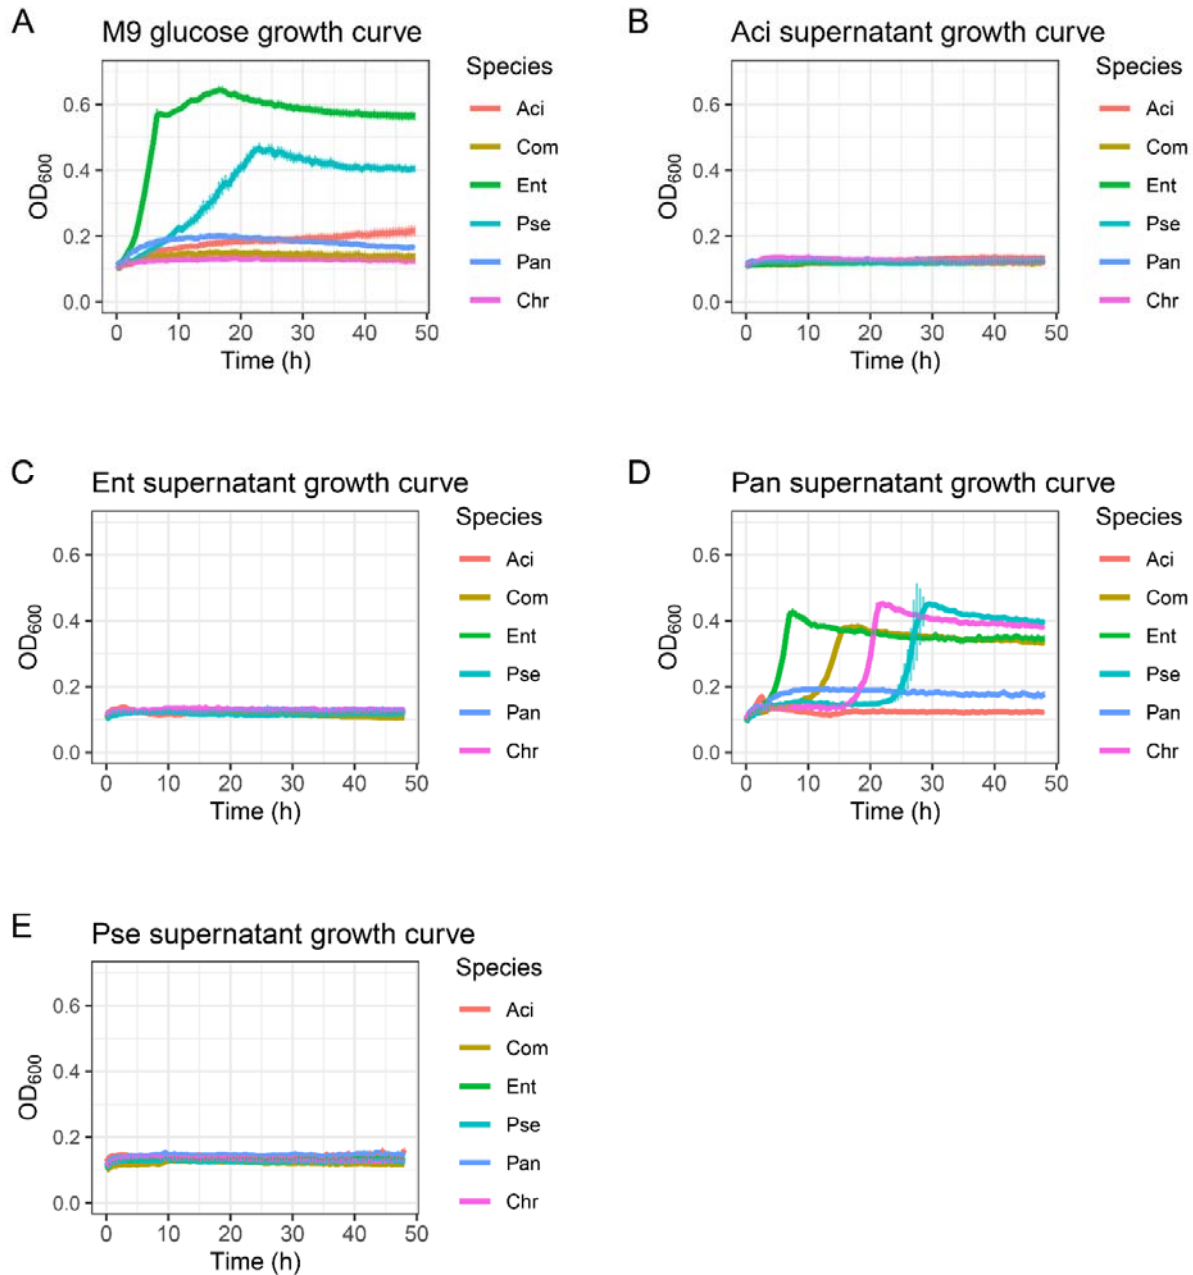 A
M9 glucose growth curve
Species
OD600
0.6
0.4
0.2
0.0
0 10 20 30 40 50
Time (h)
Aci
Com
Ent
Pse
Pan
Chr
B
Aci supernatant growth curve
Species
OD600
0.6
0.4
0.2
0.0
0 10 20 30 40 50
Time (h)
Aci
Com
Ent
Pse
Pan
Chr
C
Ent supernatant growth curve
Species
OD600
0.6
0.4
0.2
0.0
0 10 20 30 40 50
Time (h)
Aci
Com
Ent
Pse
Pan
Chr
D
Pan supernatant growth curve
Species
OD600
0.6
0.4
0.2
0.0
0 10 20 30 40 50
Time (h)
Aci
Com
Ent
Pse
Pan
Chr
E
Pse supernatant growth curve
Species
OD600
0.6
0.4
0.2
0.0
0 10 20 30 40 50
Time (h)
Aci
Com
Ent
Pse
Pan
Chr